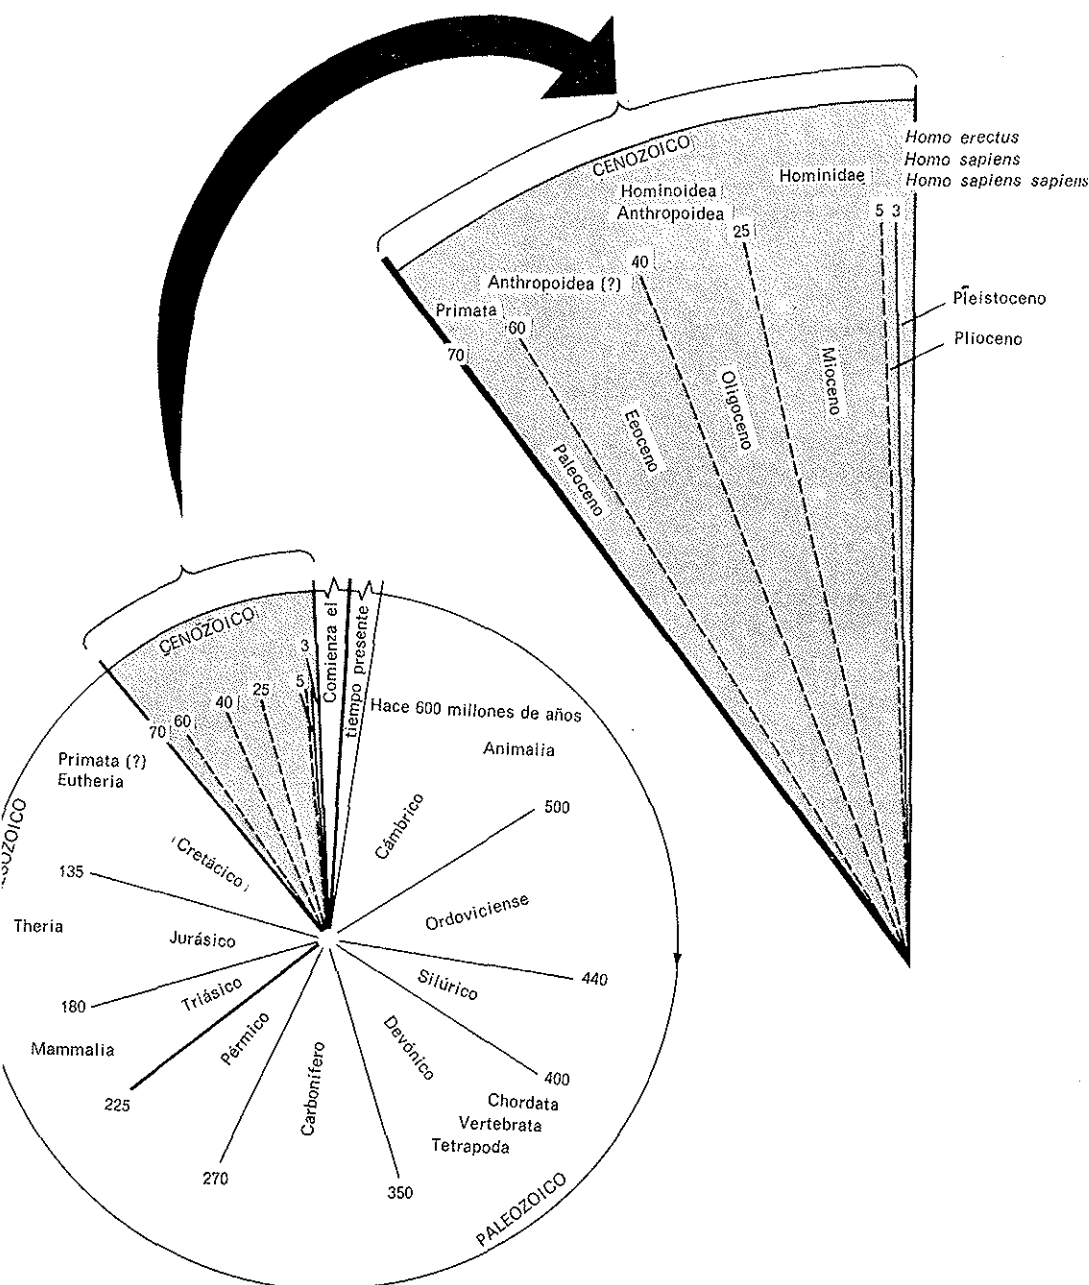 Homo erectus
Homo sapiens
Homo sapiens sapiens
CENOZOICO
Hominidae
Hominoidea
Anthropoidea
5 3
25
40
Anthropoidea (?)
Primata
60
70
Pleistoceno
Plioceno
Mioceno
Oligoceno
Eeoceno
Paleoceno
CENOZOICO
Comienza el
tiempo presente
3
5
25
40
60
70
Hace 600 millones de años
Animalia
Primata (?)
Eutheria
500
Câmbrico
Cretácico
135
Ordoviciense
Theria
Jurásico
440
Silúrico
180
Triásico
Mammalia
Pérmico
Devónico
Carbonífero
400
Chordata
Vertebrata
Tetrapoda
225
270
350
PALEOZOICO